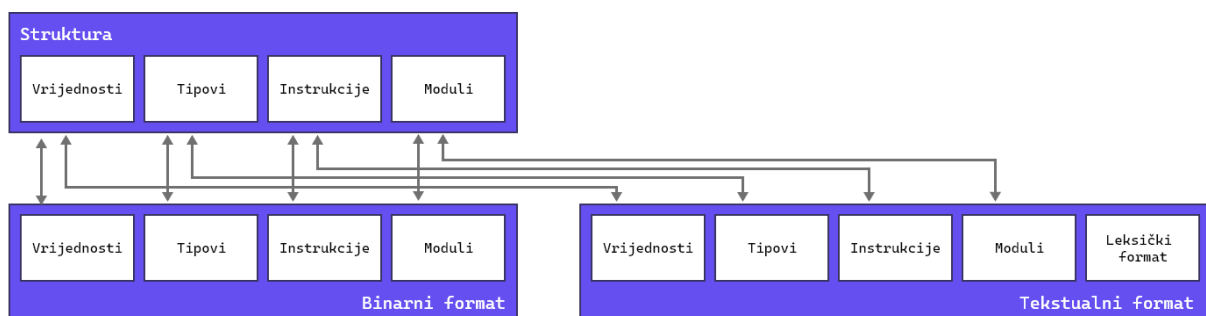 Struktura
Vrijednosti
Tipovi
Instrukcije
Moduli
Vrijednosti
Tipovi
Instrukcije
Moduli
Binarni format
Vrijednosti
Tipovi
Instrukcije
Moduli
Leksički
format
Tekstualni format